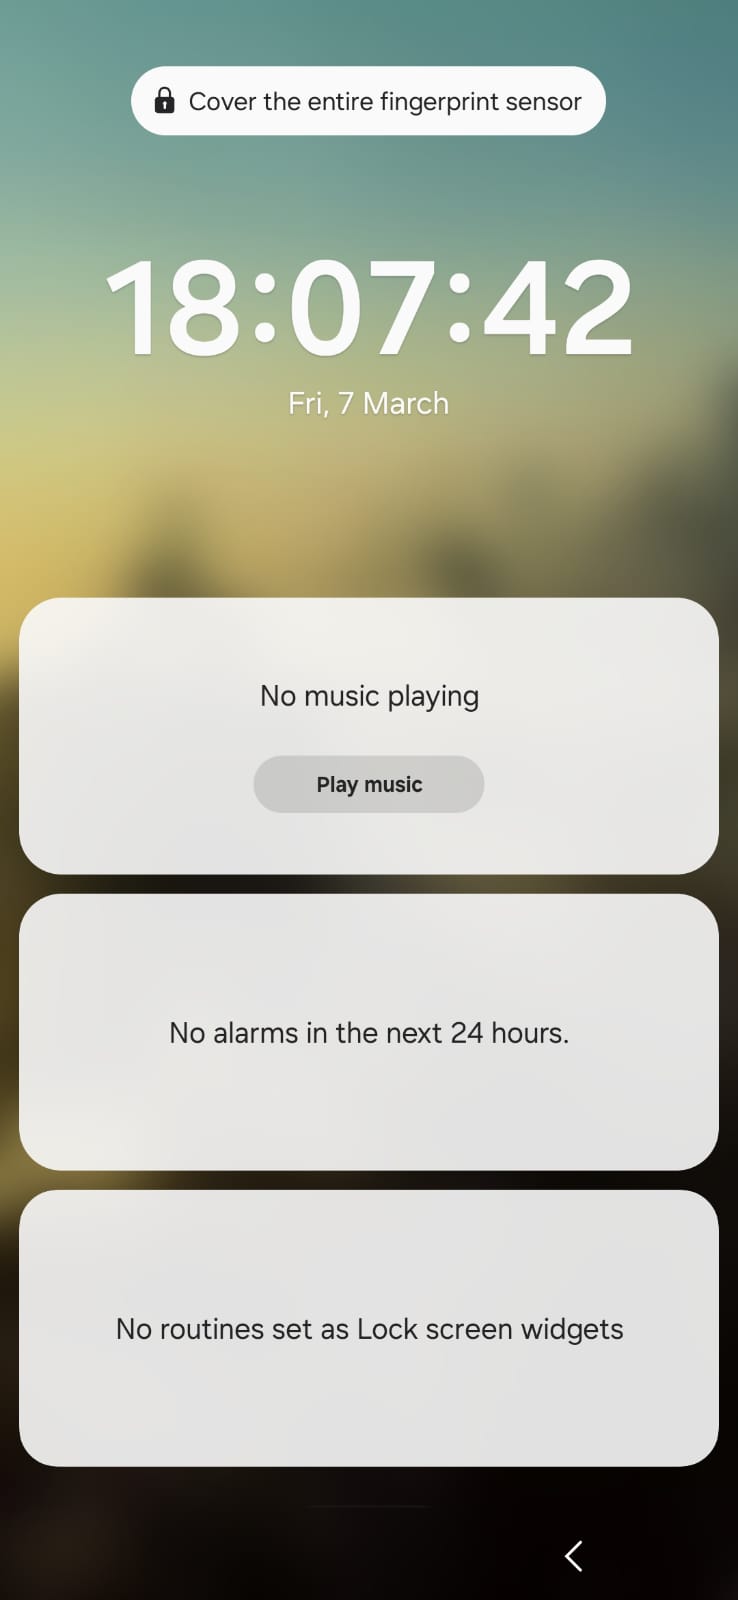 Cover the entire fingerprint sensor
18:07:42
Fri, 7 March
No music playing
Play music
No alarms in the next 24 hours.
No routines set as Lock screen widgets